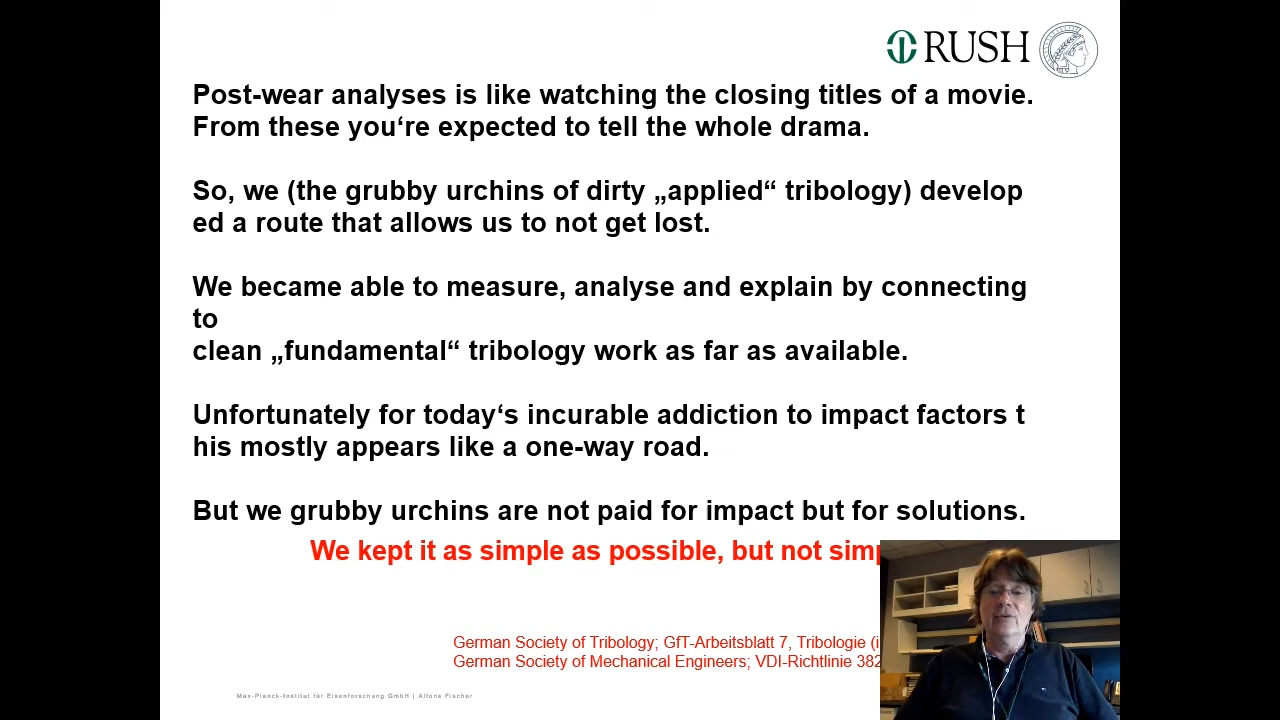 RUSH
Post-wear analyses is like watching the closing titles of a movie.
From these you‘re expected to tell the whole drama.
So, we (the grubby urchins of dirty „applied“ tribology) develop
ed a route that allows us to not get lost.
We became able to measure, analyse and explain by connecting
to
clean „fundamental“ tribology work as far as available.
Unfortunately for today‘s incurable addiction to impact factors t
his mostly appears like a one-way road.
But we grubby urchins are not paid for impact but for solutions.
We kept it as simple as possible, but not simp
German Society of Tribology; GfT-Arbeitsblatt 7, Tribologie (i
German Society of Mechanical Engineers; VDI-Richtlinie 382
Max-Planck-Institut für Eisenforschung GmbH | Alfons Fischer